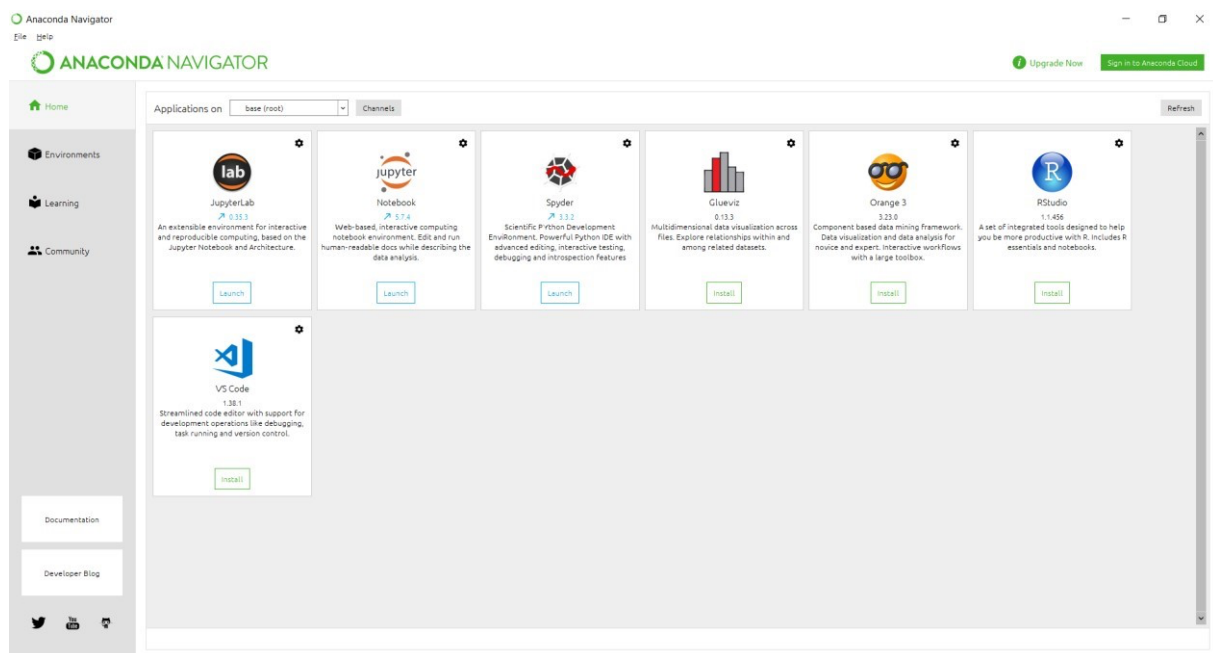 Anaconda Navigator
File Help
ANACONDA NAVIGATOR
Upgrade Now
Sign in to Anaconda Cloud
Home
Environments
Learning
Community
Documentation
Developer Blog
You
Tube
Applications on
base (root)
Channels
Refresh
lab
JupyterLab
0.35.3
An extensible environment for interactive
and reproducible computing, based on the
Jupyter Notebook and Architecture.
Launch
jupyter
Notebook
5.7.4
Web-based, interactive computing
notebook environment. Edit and run
human-readable docs while describing the
data analysis.
Launch
Spyder
3.3.2
Scientific PYthon Development
EnviRonment. Powerful Python IDE with
advanced editing, interactive testing,
debugging and introspection features
Launch
Glueviz
0.13.3
Multidimensional data visualization across
files. Explore relationships within and
among related datasets.
Install
Orange 3
3.23.0
Component based data mining framework.
Data visualization and data analysis for
novice and expert. Interactive workflows
with a large toolbox.
Install
R
RStudio
1.1.456
A set of integrated tools designed to help
you be more productive with R. Includes R
essentials and notebooks.
Install
VS Code
1.38.1
Streamlined code editor with support for
development operations like debugging,
task running and version control.
Install